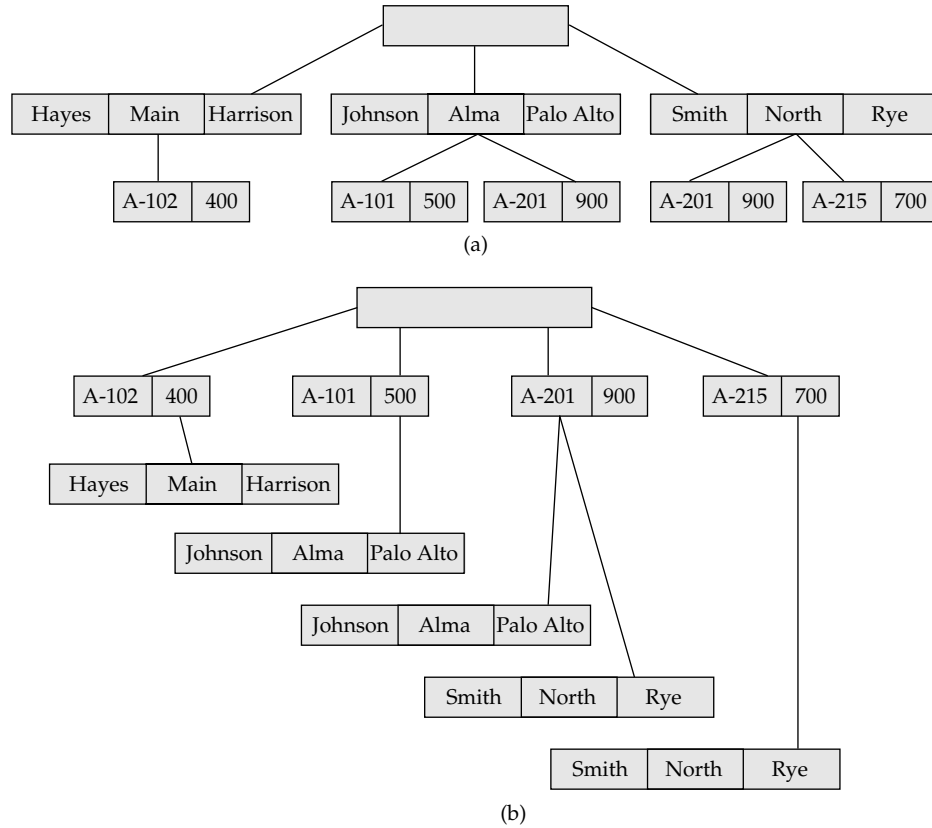 Hayes Main Harrison Johnson Alma Palo Alto Smith North Rye
A-102 400 A-101 500 A-201 900 A-201 900 A-215 700
(a)
A-102 400 A-101 500 A-201 900 A-215 700
Hayes Main Harrison
Johnson Alma Palo Alto
Johnson Alma Palo Alto
Smith North Rye
Smith North Rye
(b)